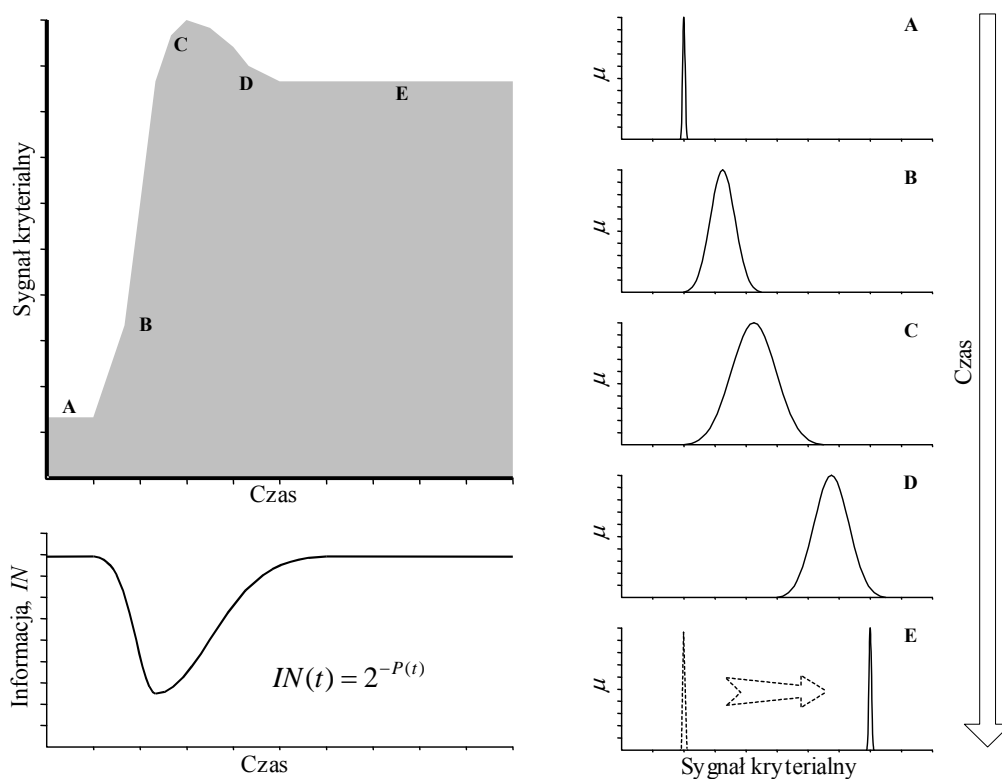 Sygnał kryterialny
A
B
C
D
E
Czas
Informacja, IN
IN(t) = 2^{-P(t)}
Czas
μ
A
μ
B
μ
C
μ
D
μ
E
Sygnał kryterialny
Czas